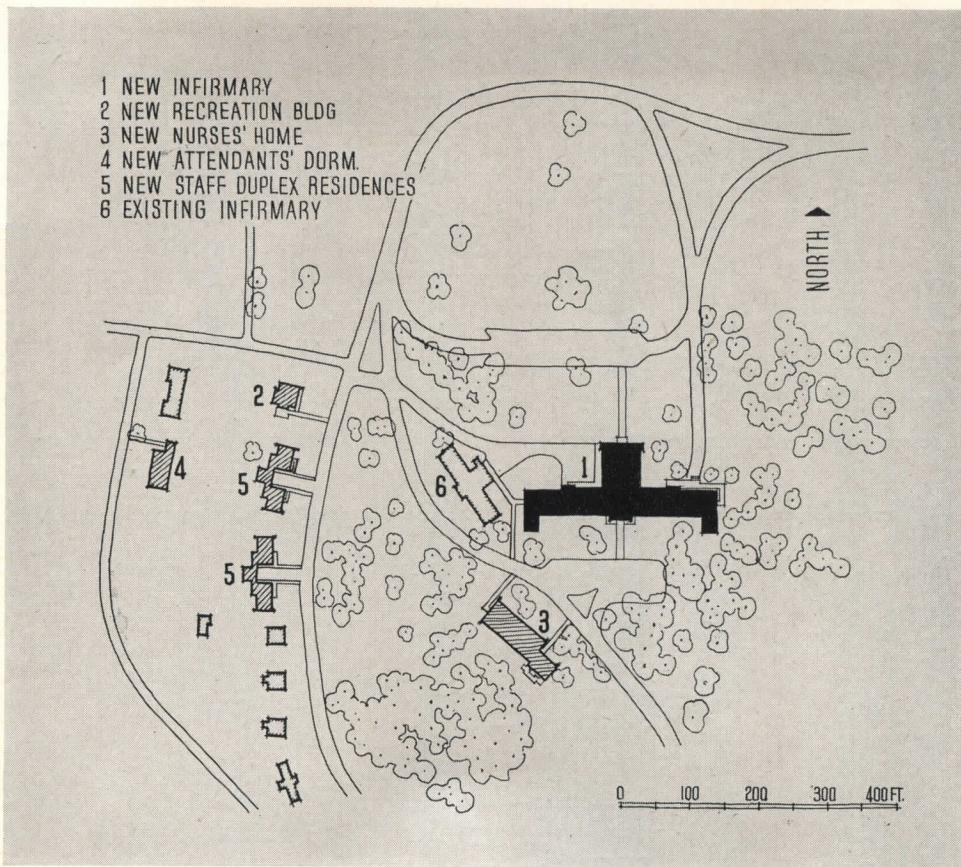 1 NEW INFIRMARY
2 NEW RECREATION BLDG
3 NEW NURSES' HOME
4 NEW ATTENDANTS' DORM.
5 NEW STAFF DUPLEX RESIDENCES
6 EXISTING INFIRMARY
NORTH
2
4
5
6
1
5
3
0 100 200 300 400 FT.